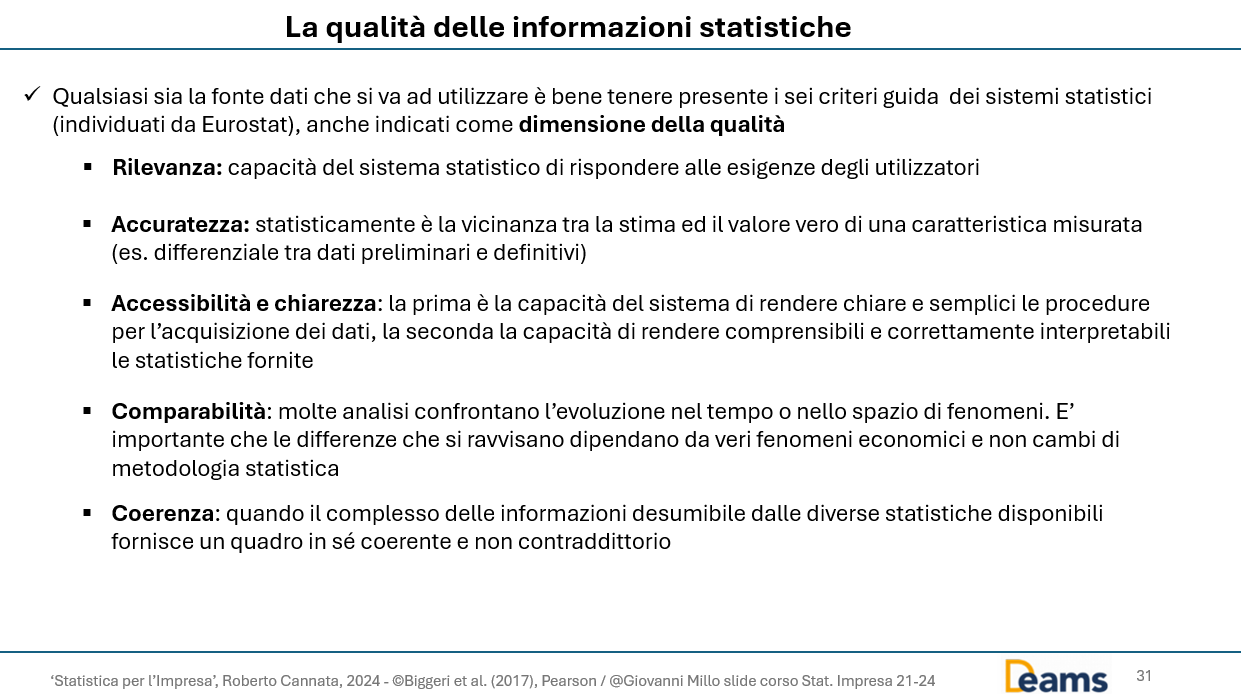 La qualità delle informazioni statistiche
✓ Qualsiasi sia la fonte dati che si va ad utilizzare è bene tenere presente i sei criteri guida  dei sistemi statistici
(individuati da Eurostat), anche indicati come dimensione della qualità
▪ Rilevanza: capacità del sistema statistico di rispondere alle esigenze degli utilizzatori
▪ Accuratezza: statisticamente è la vicinanza tra la stima ed il valore vero di una caratteristica misurata
(es. differenziale tra dati preliminari e definitivi)
▪ Accessibilità e chiarezza: la prima è la capacità del sistema di rendere chiare e semplici le procedure
per l’acquisizione dei dati, la seconda la capacità di rendere comprensibili e correttamente interpretabili
le statistiche fornite
▪ Comparabilità: molte analisi confrontano l’evoluzione nel tempo o nello spazio di fenomeni. E’
importante che le differenze che si ravvisano dipendano da veri fenomeni economici e non cambi di
metodologia statistica
▪ Coerenza: quando il complesso delle informazioni desumibile dalle diverse statistiche disponibili
fornisce un quadro in sé coerente e non contraddittorio
‘Statistica per l’Impresa’, Roberto Cannata, 2024 - ©Biggeri et al. (2017), Pearson / @Giovanni Millo slide corso Stat. Impresa 21-24
Deams
31